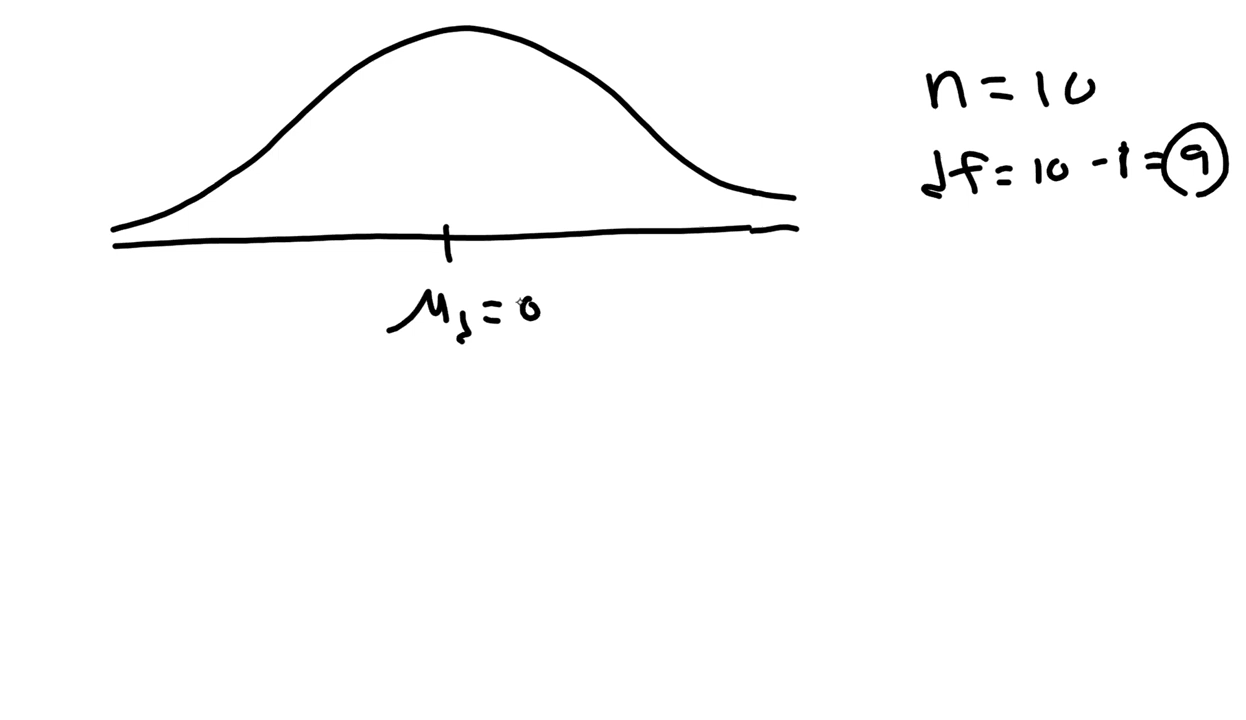 n = 10
df = 10 - 1 = 9
μd = 0